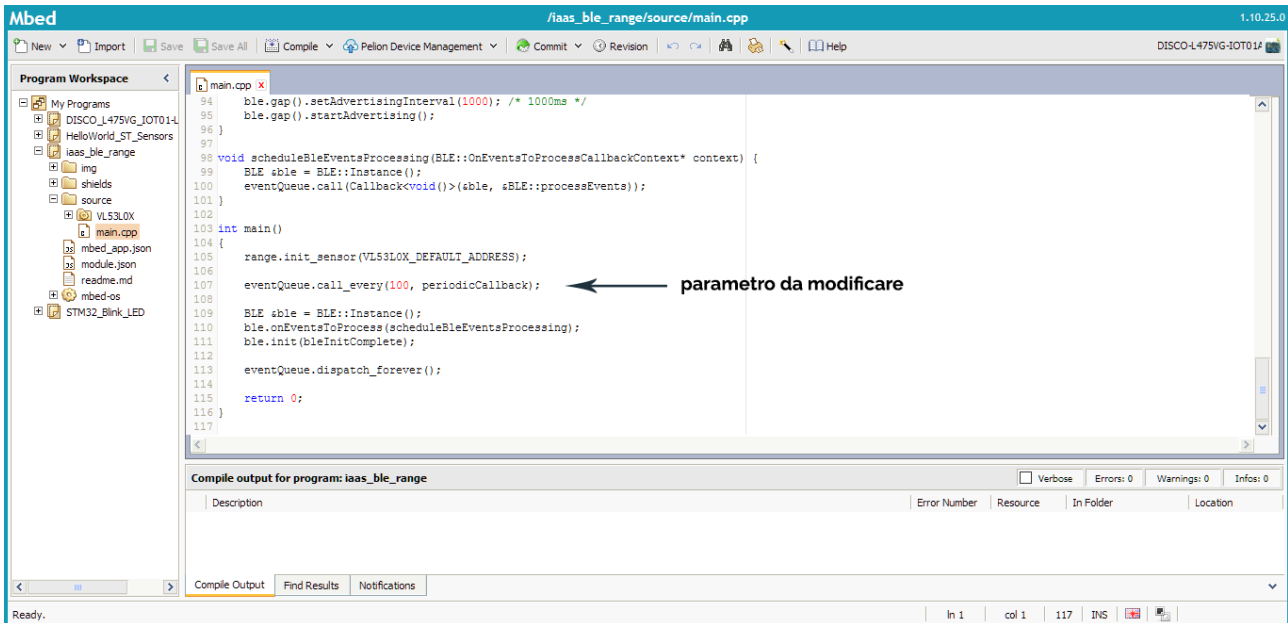 Mbed
/iaas_ble_range/source/main.cpp
1.10.25.0
New
Import
Save
Save All
Compile
Pelion Device Management
Commit
Revision
Help
DISCO-L475VG-IOT01A
Program Workspace
My Programs
DISCO_L475VG_IOT01-L
HelloWorld_ST_Sensors
iaas_ble_range
img
shields
source
VL53L0X
main.cpp
mbed_app.json
module.json
readme.md
mbed-os
STM32_Blink_LED
main.cpp
94 ble.gap().setAdvertisingInterval(1000); /* 1000ms */
95 ble.gap().startAdvertising();
96 }
97
98 void scheduleBleEventsProcessing(BLE::OnEventsToProcessCallbackContext* context) {
99 BLE &ble = BLE::Instance();
100 eventQueue.call(Callback<void()>(&ble, &BLE::processEvents));
101 }
102
103 int main()
104 {
105 range.init_sensor(VL53L0X_DEFAULT_ADDRESS);
106
107 eventQueue.call_every(100, periodicCallback);
parametro da modificare
108
109 BLE &ble = BLE::Instance();
110 ble.onEventsToProcess(scheduleBleEventsProcessing);
111 ble.init(bleInitComplete);
112
113 eventQueue.dispatch_forever();
114
115 return 0;
116 }
117
Compile output for program: iaas_ble_range
Verbose
Errors: 0
Warnings: 0
Infos: 0
Description
Error Number
Resource
In Folder
Location
Compile Output
Find Results
Notifications
Ready.
ln 1
col 1
117
INS